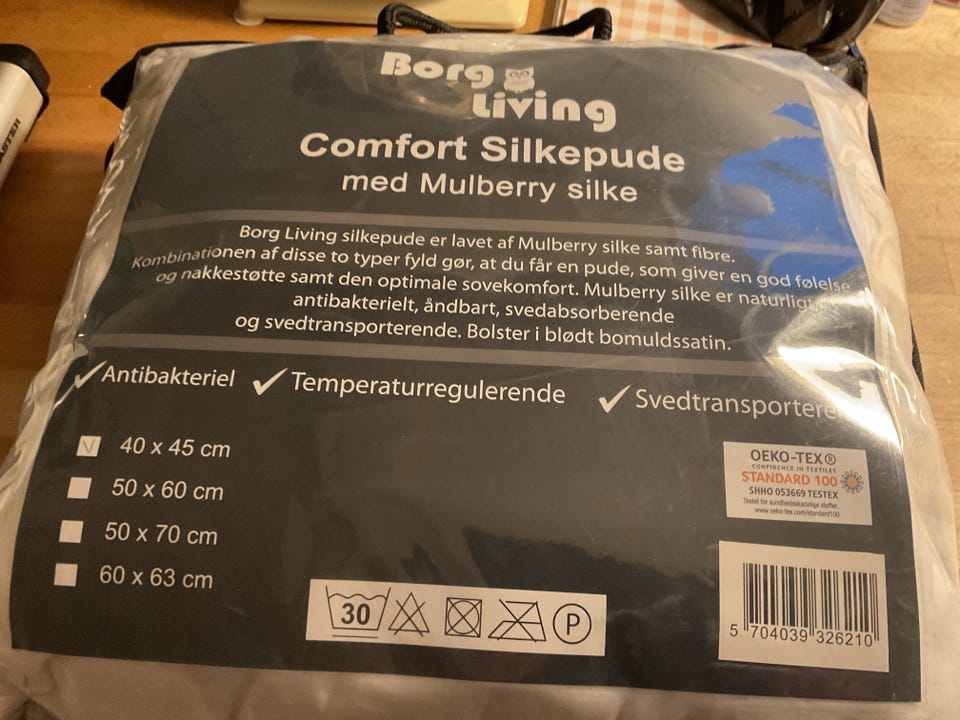 Borg
Living
Comfort Silkepude
med Mulberry silke
Borg Living silkepude er lavet af Mulberry silke samt fibre.
Kombinationen af disse to typer fyld gør, at du får en pude, som giver en god følelse
og nakkestøtte samt den optimale sovekomfort. Mulberry silke er naturligt
antibakterielt, åndbart, svedabsorberende
og svedtransporterende. Bolster i blødt bomuldssatin.
Antibakteriel Temperaturregulerende
40 x 45 cm
50 x 60 cm
50 x 70 cm
60 x 63 cm
OEKO-TEX®
CONFIDENCE IN TEXTILES
STANDARD 100
SHHO 053669 TESTEX
Testet for sundhedsskadelige stoffer.
www.oeko-tex.com/standard100
30
P
5 704039 326210